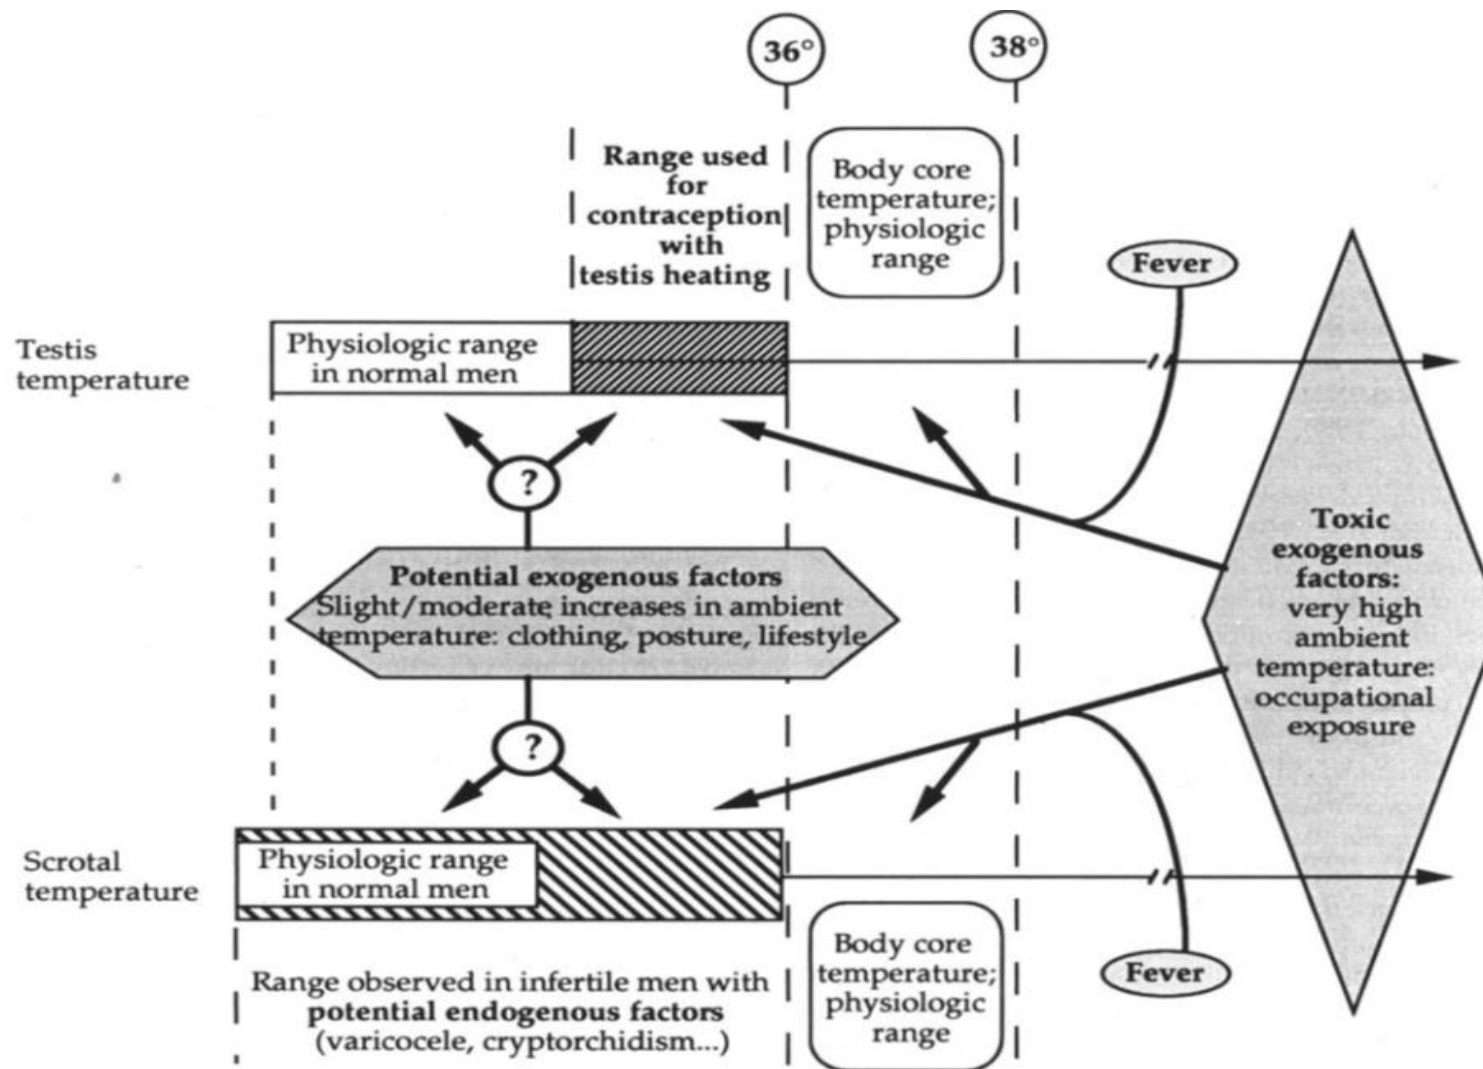 36°
38°
Range used
for
contraception
with
testis heating
Body core
temperature;
physiologic
range
Fever
Testis
temperature
Physiologic range
in normal men
?
Potential exogenous factors
Slight/moderate increases in ambient
temperature: clothing, posture, lifestyle
Toxic
exogenous
factors:
very high
ambient
temperature:
occupational
exposure
?
Scrotal
temperature
Physiologic range
in normal men
Body core
temperature;
physiologic
range
Fever
Range observed in infertile men with
potential endogenous factors
(varicocele, cryptorchidism...)